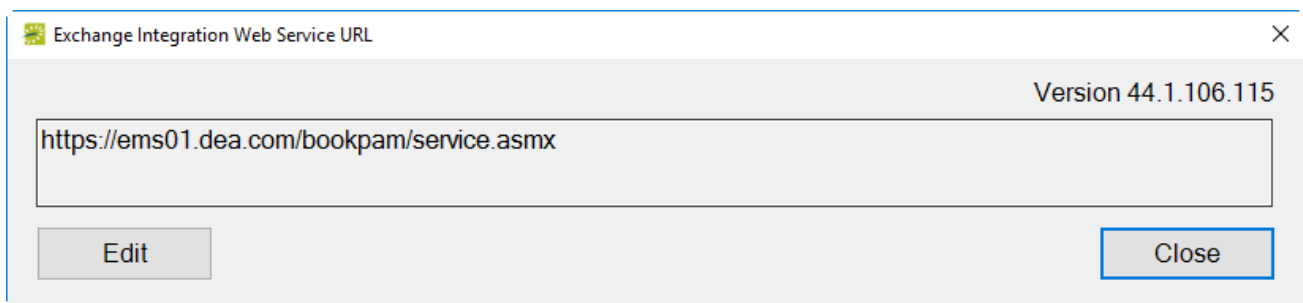 Exchange Integration Web Service URL
Version 44.1.106.115
https://ems01.dea.com/bookpam/service.asmx
Edit
Close